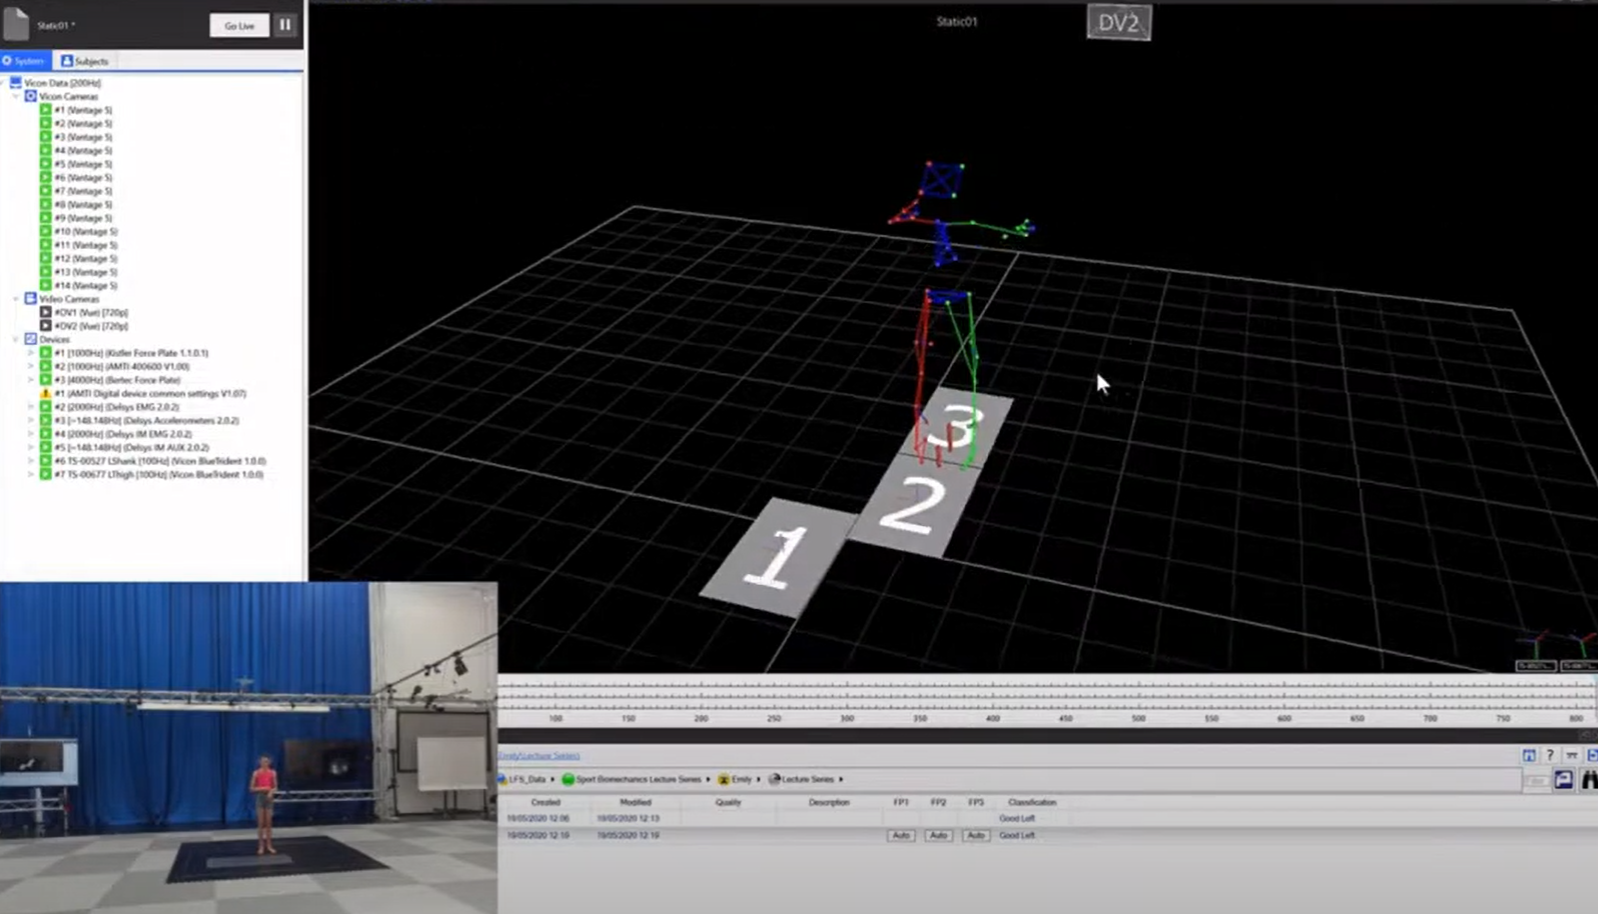 Static01 *
Go Live
System
Subjects
Vicon Data [200Hz]
Vicon Cameras
#1 (Vantage 5)
#2 (Vantage 5)
#3 (Vantage 5)
#4 (Vantage 5)
#5 (Vantage 5)
#6 (Vantage 5)
#7 (Vantage 5)
#8 (Vantage 5)
#9 (Vantage 5)
#10 (Vantage 5)
#11 (Vantage 5)
#12 (Vantage 5)
#13 (Vantage 5)
#14 (Vantage 5)
Video Cameras
#DV1 (Vue) [720p]
#DV2 (Vue) [720p]
Devices
#1 [1000Hz] (Kistler Force Plate 1.1.0.1)
#2 [1000Hz] (AMTI-400600 V1.00)
#3 [4000Hz] (Bertec Force Plate)
#1 (AMTI Digital device common settings V1.07)
#2 [2000Hz] (Delsys EMG 2.0.2)
#3 [~148.148Hz] (Delsys Accelerometers 2.0.2)
#4 [2000Hz] (Delsys IM EMG 2.0.2)
#5 [~148.148Hz] (Delsys IM AUX 2.0.2)
#6 TS-00527 LShank [100Hz] (Vicon BlueTrident 1.0.0)
#7 TS-00677 LThigh [100Hz] (Vicon BlueTrident 1.0.0)
Static01
DV2
3
2
1
100 150 200 250 300 350 400 450 500 550 600 650 700 750 800
Emily\Lecture Series\
LFS_Data Sport Biomechanics Lecture Series Emily Lecture Series
Created Modified Quality Description FP1 FP2 FP3 Classification
19/05/2020 12:06 19/05/2020 12:13 Good Left
19/05/2020 12:19 19/05/2020 12:19 Auto Auto Auto Good Left